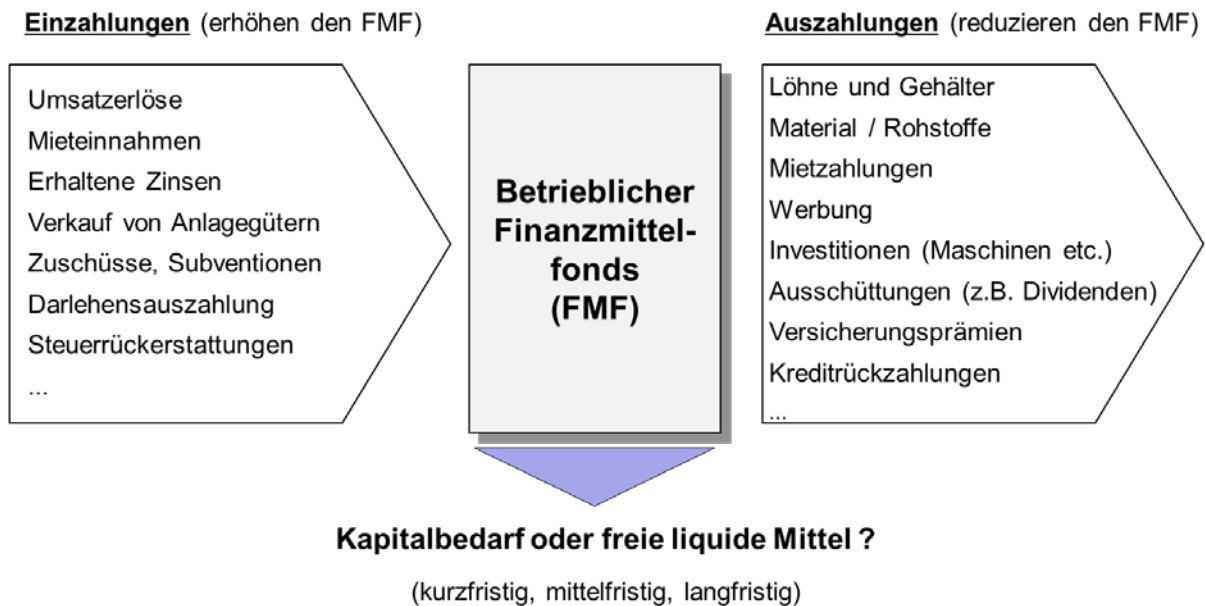 Einzahlungen (erhöhen den FMF)
Umsatzerlöse
Mieteinnahmen
Erhaltene Zinsen
Verkauf von Anlagegütern
Zuschüsse, Subventionen
Darlehensauszahlung
Steuerrückerstattungen
...
Betrieblicher
Finanzmittel-
fonds
(FMF)
Auszahlungen (reduzieren den FMF)
Löhne und Gehälter
Material / Rohstoffe
Mietzahlungen
Werbung
Investitionen (Maschinen etc.)
Ausschüttungen (z.B. Dividenden)
Versicherungsprämien
Kreditrückzahlungen
...
Kapitalbedarf oder freie liquide Mittel ?
(kurzfristig, mittelfristig, langfristig)